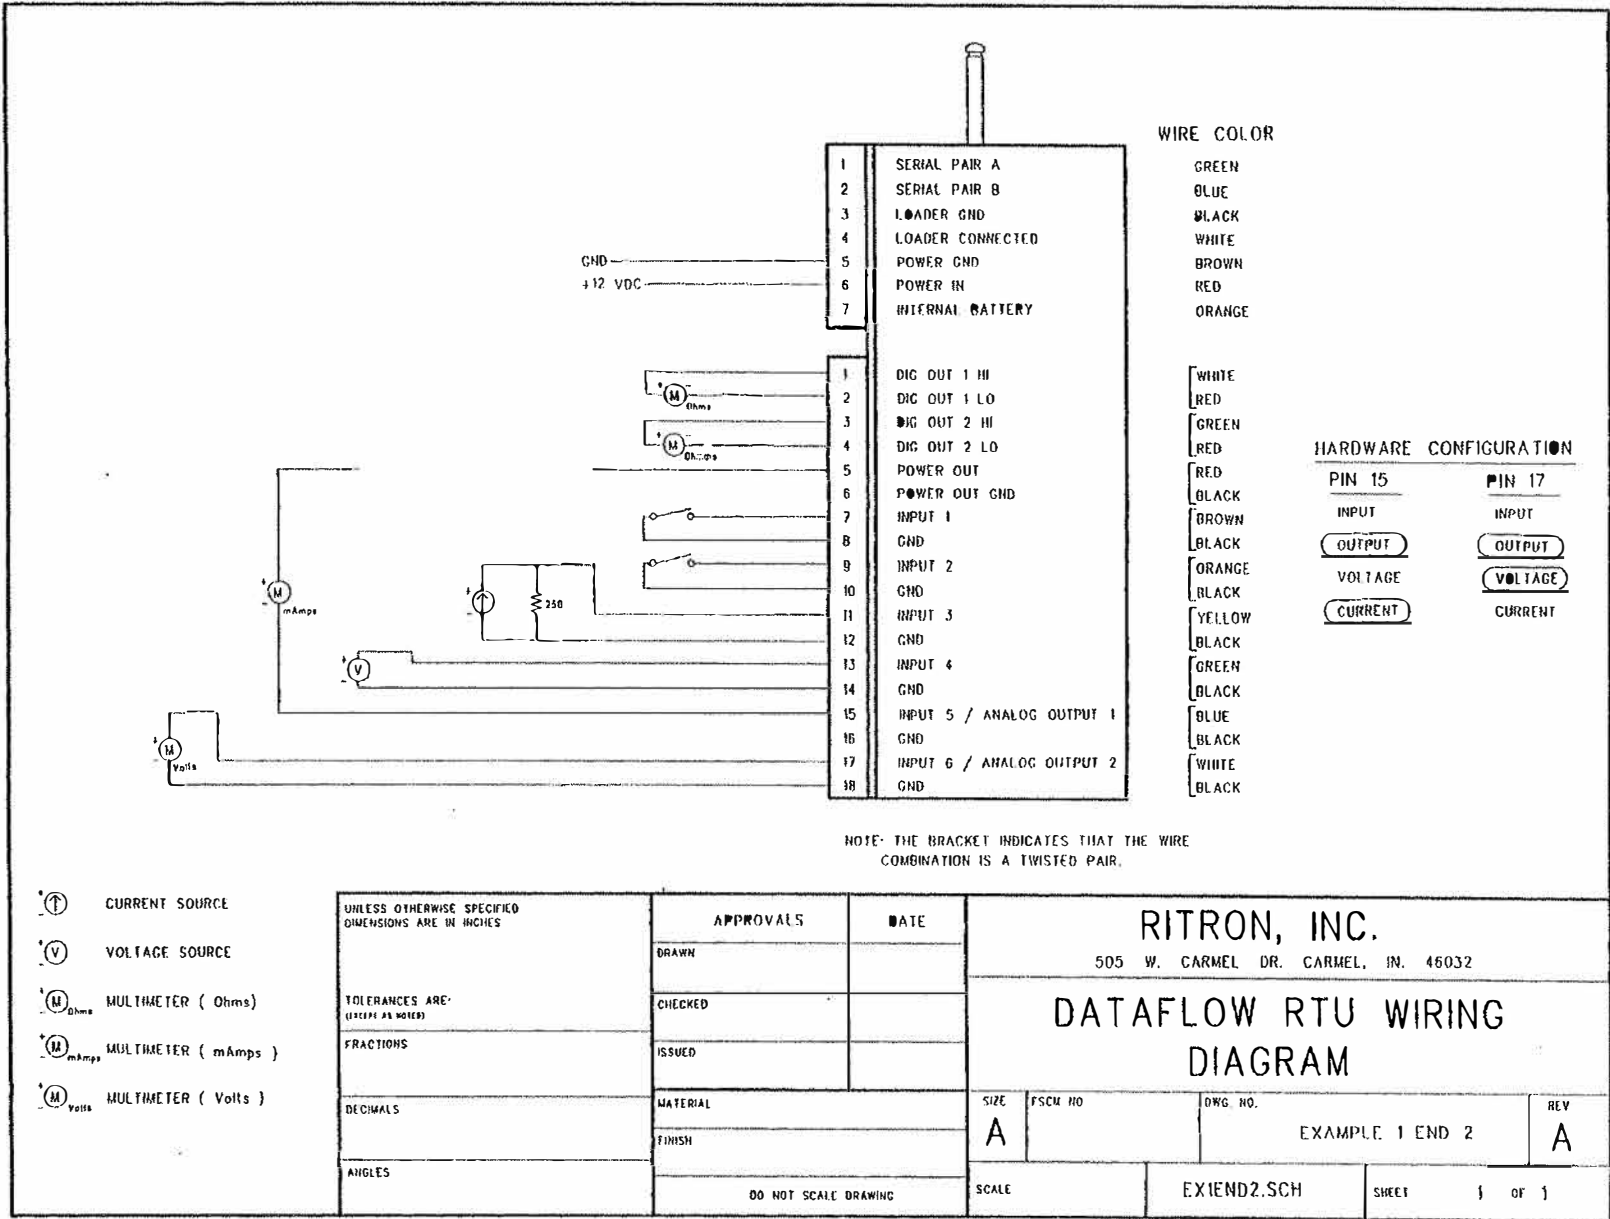 WIRE COLOR
1 SERIAL PAIR A GREEN
2 SERIAL PAIR B BLUE
3 LOADER GND BLACK
4 LOADER CONNECTED WHITE
GND 5 POWER GND BROWN
+12 VDC 6 POWER IN RED
7 INTERNAL BATTERY ORANGE
1 DIG OUT 1 HI WHITE
M Ohms 2 DIG OUT 1 LO RED
3 DIG OUT 2 HI GREEN
M Ohms 4 DIG OUT 2 LO RED
5 POWER OUT RED
6 POWER OUT GND BLACK
7 INPUT 1 BROWN
8 GND BLACK
9 INPUT 2 ORANGE
10 GND BLACK
11 INPUT 3 YELLOW
12 GND BLACK
13 INPUT 4 GREEN
14 GND BLACK
15 INPUT 5 / ANALOG OUTPUT 1 BLUE
16 GND BLACK
17 INPUT 6 / ANALOG OUTPUT 2 WHITE
18 GND BLACK
M mAmps
250
V
M Volts
HARDWARE CONFIGURATION
PIN 15 PIN 17
INPUT INPUT
OUTPUT OUTPUT
VOLTAGE VOLTAGE
CURRENT CURRENT
NOTE: THE BRACKET INDICATES THAT THE WIRE
COMBINATION IS A TWISTED PAIR.
CURRENT SOURCE
V VOLTAGE SOURCE
M Ohms MULTIMETER ( Ohms)
M mAmps MULTIMETER ( mAmps )
M Volts MULTIMETER ( Volts )
UNLESS OTHERWISE SPECIFIED
DIMENSIONS ARE IN INCHES
TOLERANCES ARE:
(EXCEPT AS NOTED)
FRACTIONS
DECIMALS
ANGLES
APPROVALS DATE
DRAWN
CHECKED
ISSUED
MATERIAL
FINISH
DO NOT SCALE DRAWING
RITRON, INC.
505 W. CARMEL DR. CARMEL, IN. 46032
DATAFLOW RTU WIRING
DIAGRAM
SIZE FSCM NO DWG. NO. REV
A EXAMPLE 1 END 2 A
SCALE EX1END2.SCH SHEET 1 OF 1